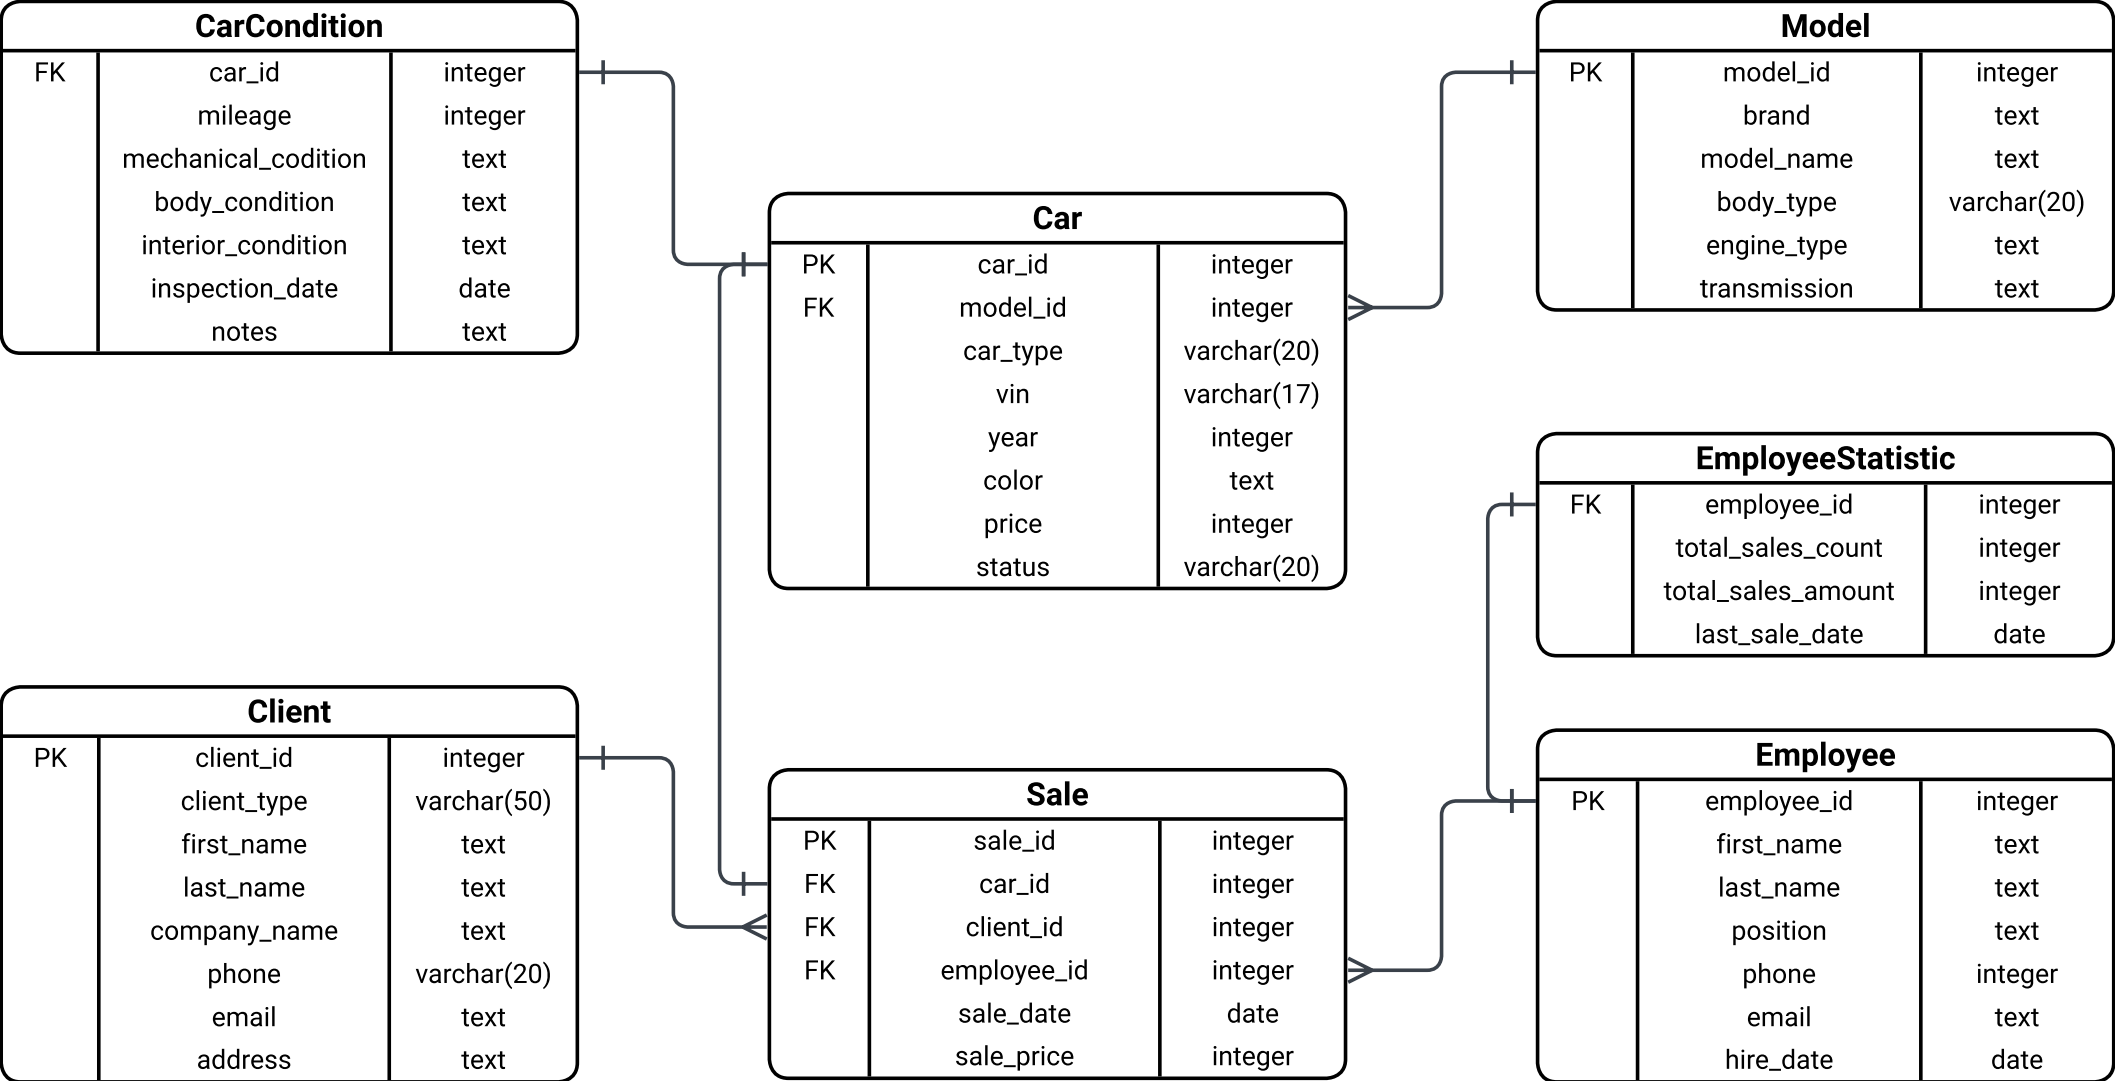 CarCondition
FK car_id integer
mileage integer
mechanical_codition text
body_condition text
interior_condition text
inspection_date date
notes text
Model
PK model_id integer
brand text
model_name text
body_type varchar(20)
engine_type text
transmission text
Car
PK car_id integer
FK model_id integer
car_type varchar(20)
vin varchar(17)
year integer
color text
price integer
status varchar(20)
EmployeeStatistic
FK employee_id integer
total_sales_count integer
total_sales_amount integer
last_sale_date date
Client
PK client_id integer
client_type varchar(50)
first_name text
last_name text
company_name text
phone varchar(20)
email text
address text
Sale
PK sale_id integer
FK car_id integer
FK client_id integer
FK employee_id integer
sale_date date
sale_price integer
Employee
PK employee_id integer
first_name text
last_name text
position text
phone integer
email text
hire_date date